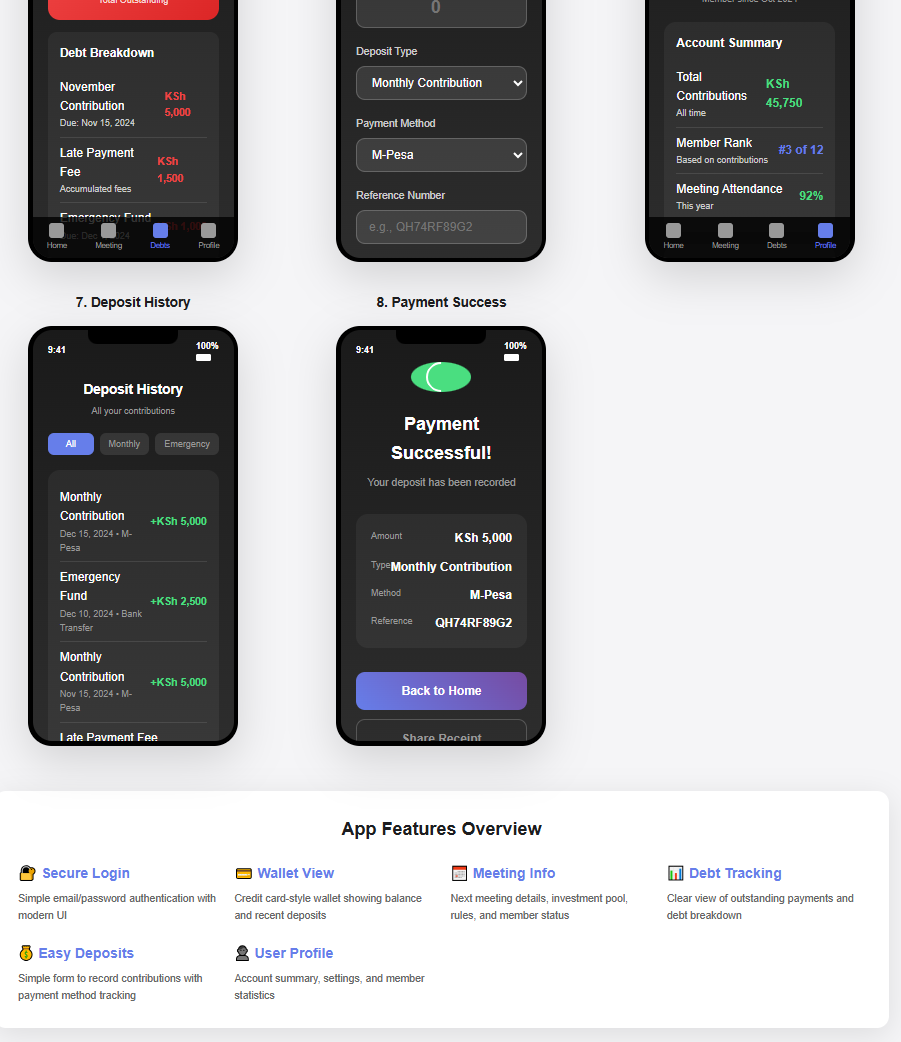 Total Outstanding
Debt Breakdown
November
Contribution
Due: Nov 15, 2024
KSh
5,000
Late Payment
Fee
Accumulated fees
KSh
1,500
Emergency Fund
Home
Meeting
Debts
Profile
0
Deposit Type
Monthly Contribution
Payment Method
M-Pesa
Reference Number
e.g., QH74RF89G2
Member since Oct 2021
Account Summary
Total
Contributions
All time
KSh
45,750
Member Rank
Based on contributions
#3 of 12
Meeting Attendance
This year
92%
Home
Meeting
Debts
Profile
7. Deposit History
9:41
100%
Deposit History
All your contributions
All
Monthly
Emergency
Monthly
Contribution
Dec 15, 2024 • M-
Pesa
+KSh 5,000
Emergency
Fund
Dec 10, 2024 • Bank
Transfer
+KSh 2,500
Monthly
Contribution
Nov 15, 2024 • M-
Pesa
+KSh 5,000
Late Payment Fee
8. Payment Success
9:41
100%
Payment
Successful!
Your deposit has been recorded
Amount KSh 5,000
Type Monthly Contribution
Method M-Pesa
Reference QH74RF89G2
Back to Home
Share Receipt
App Features Overview
Secure Login
Simple email/password authentication with
modern UI
Wallet View
Credit card-style wallet showing balance
and recent deposits
Meeting Info
Next meeting details, investment pool,
rules, and member status
Debt Tracking
Clear view of outstanding payments and
debt breakdown
Easy Deposits
Simple form to record contributions with
payment method tracking
User Profile
Account summary, settings, and member
statistics